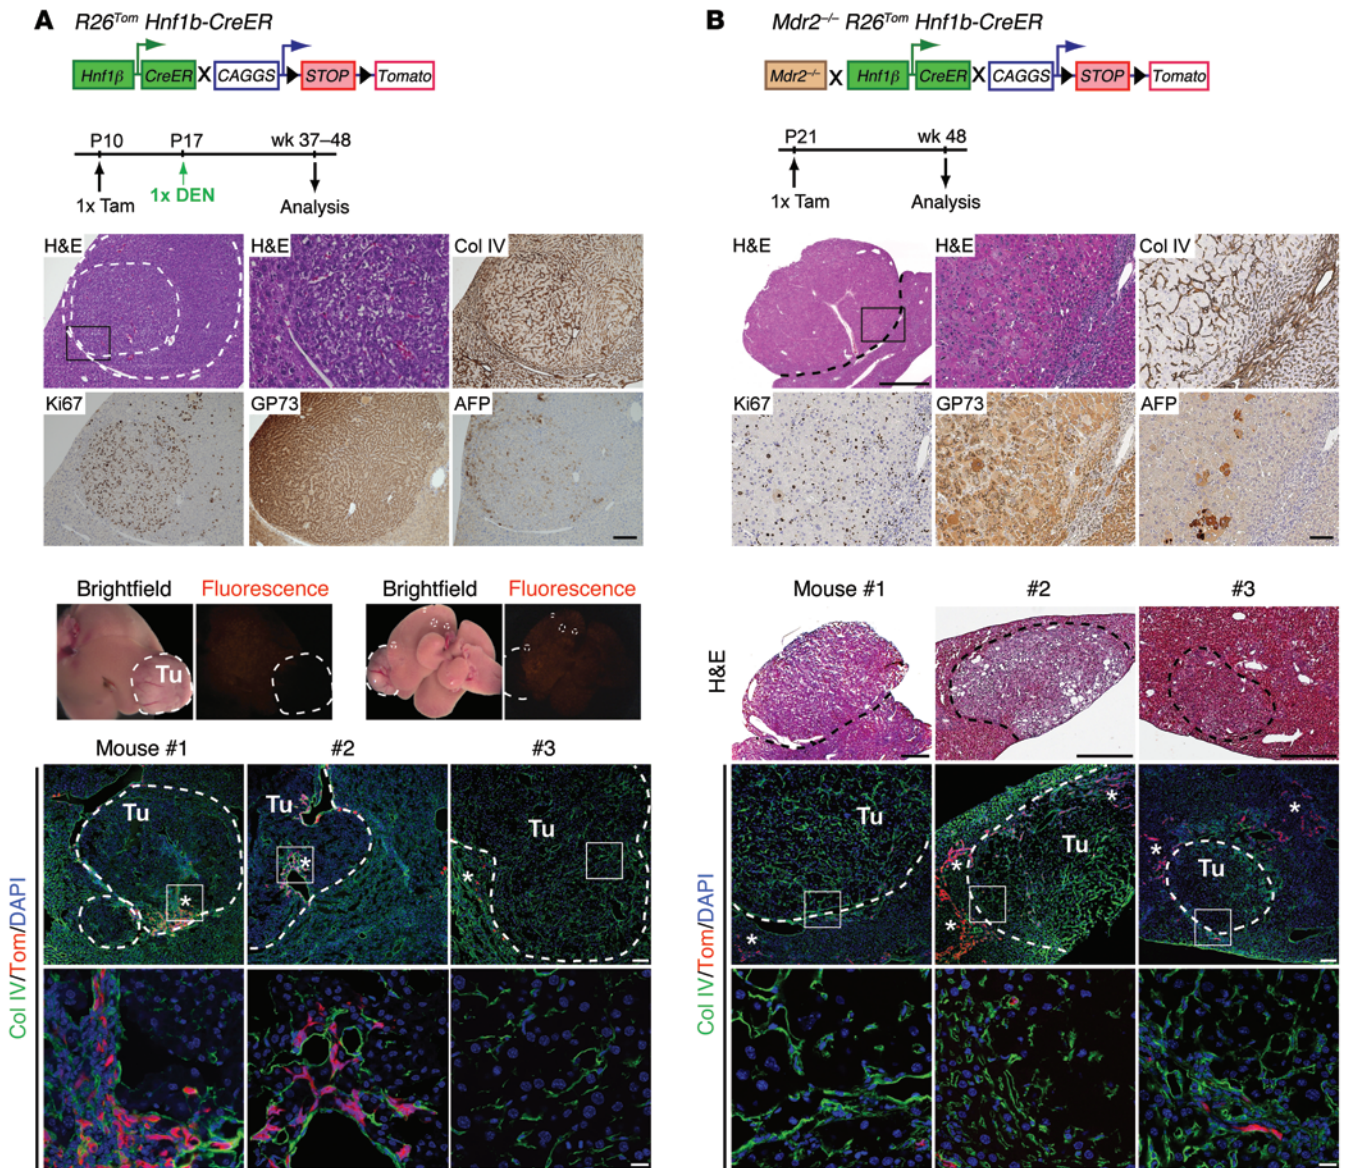 A R26Tom Hnf1b-CreER
Hnf1β CreER X CAGGS STOP Tomato
P10 P17 wk 37–48
1x Tam 1x DEN Analysis
H&E H&E Col IV
Ki67 GP73 AFP
Brightfield Fluorescence Brightfield Fluorescence
Tu
Mouse #1 #2 #3
Tu Tu Tu
* * *
Col IV/Tom/DAPI
B Mdr2–/– R26Tom Hnf1b-CreER
Mdr2–/– X Hnf1β CreER X CAGGS STOP Tomato
P21 wk 48
1x Tam Analysis
H&E H&E Col IV
Ki67 GP73 AFP
Mouse #1 #2 #3
H&E
Tu Tu Tu
* * * * * *
Col IV/Tom/DAPI